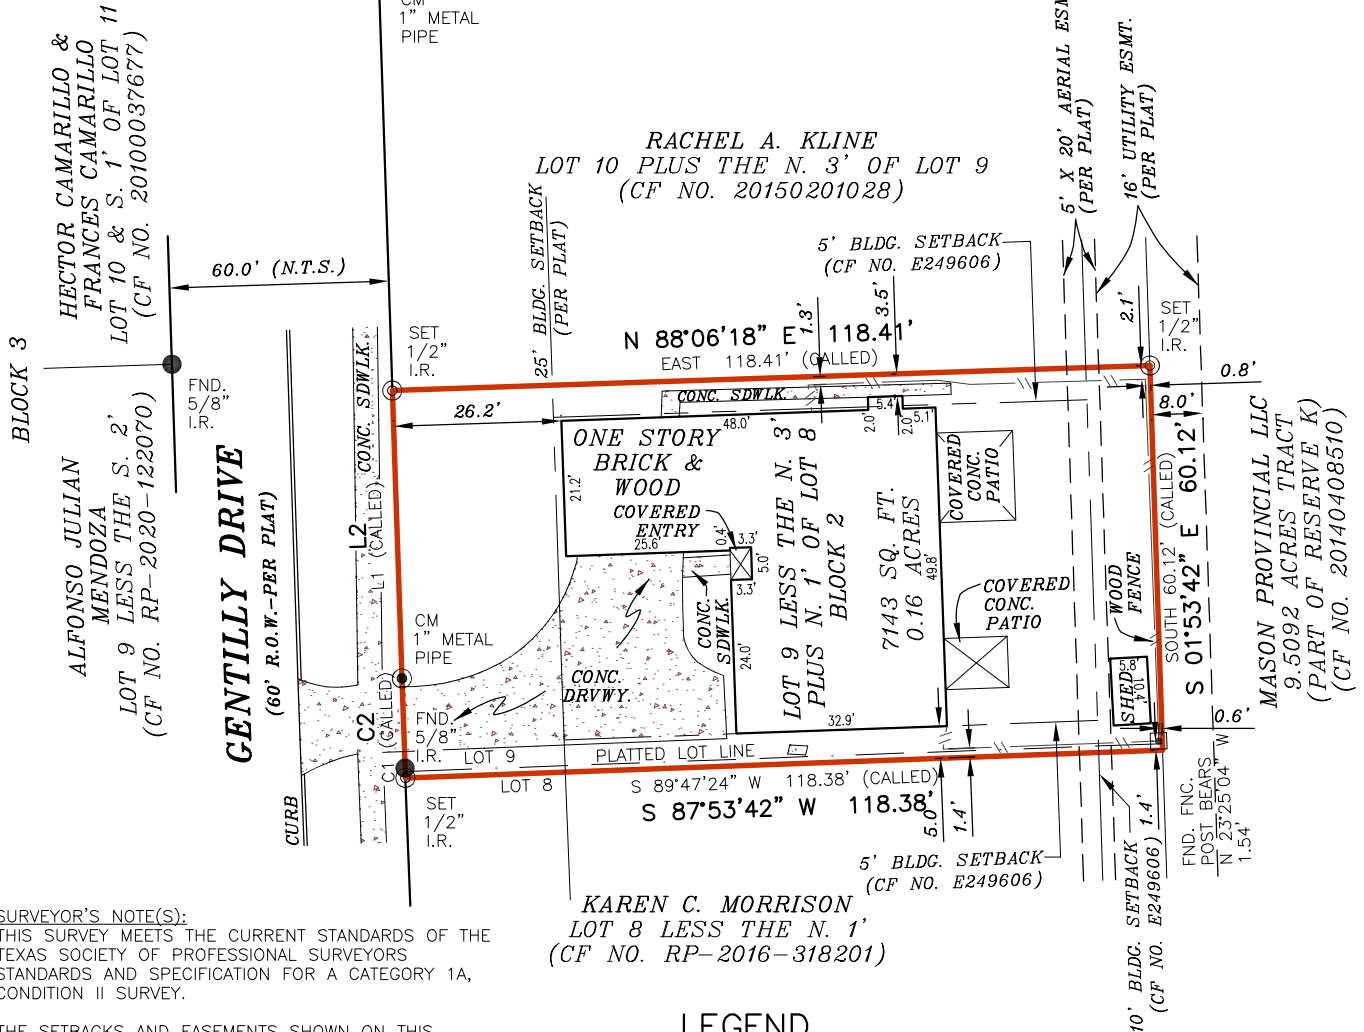 CM
1" METAL
PIPE
HECTOR CAMARILLO &
FRANCES CAMARILLO
LOT 10 & S. 1' OF LOT 11
(CF NO. 20100037677)
BLOCK 3
60.0' (N.T.S.)
FND.
5/8"
I.R.
ALFONSO JULIAN
MENDOZA
LOT 9 LESS THE S. 2'
(CF NO. RP-2020-122070)
GENTILLY DRIVE
(60' R.O.W.-PER PLAT)
CURB
CONC. SDWLK.
L2
L1 (CALLED)
C2
C1 (CALLED)
SET
1/2"
I.R.
25' BLDG. SETBACK
(PER PLAT)
RACHEL A. KLINE
LOT 10 PLUS THE N. 3' OF LOT 9
(CF NO. 20150201028)
5' BLDG. SETBACK
(CF NO. E249606)
5' X 20' AERIAL
(PER PLAT)
16' UTILITY ESMT.
(PER PLAT)
N 88°06'18" E 118.41'
EAST 118.41' (CALLED)
1.3'
3.5'
2.1'
SET
1/2"
I.R.
0.8'
8.0'
26.2'
CONC. SDWLK.
48.0'
5.4'
2.0'
2.0'
5.1'
ONE STORY
BRICK &
WOOD
21.2'
COVERED
ENTRY
25.6'
0.4'
3.3'
5.0'
3.3'
CONC.
SDWLK.
24.0'
LOT 9 LESS THE N. 3'
PLUS N. 1' OF LOT 8
BLOCK 2
7143 SQ. FT.
0.16 ACRES
49.8'
32.9'
COVERED
CONC.
PATIO
COVERED
CONC.
PATIO
WOOD
FENCE
SHED
5.8'
10.4'
SOUTH 60.12' (CALLED)
S 01°53'42" E 60.12'
MASON PROVINCIAL LLC
9.5092 ACRES TRACT
(PART OF RESERVE K)
(CF NO. 20140408510)
CM
1" METAL
PIPE
CONC.
DRVWY.
FND.
5/8"
I.R.
LOT 9
PLATTED LOT LINE
LOT 8
S 89°47'24" W 118.38' (CALLED)
S 87°53'42" W 118.38'
SET
1/2"
I.R.
5.0'
1.4'
5' BLDG. SETBACK
(CF NO. E249606)
0.6'
1.4'
FND. FNC.
POST BEARS
N 23°25'04" W
1.54'
10' BLDG. SETBACK
(CF NO. E249606)
KAREN C. MORRISON
LOT 8 LESS THE N. 1'
(CF NO. RP-2016-318201)
SURVEYOR'S NOTE(S):
THIS SURVEY MEETS THE CURRENT STANDARDS OF THE
TEXAS SOCIETY OF PROFESSIONAL SURVEYORS
STANDARDS AND SPECIFICATION FOR A CATEGORY 1A,
CONDITION II SURVEY.
THE SETBACKS AND EASEMENTS SHOWN ON THIS
LEGEND